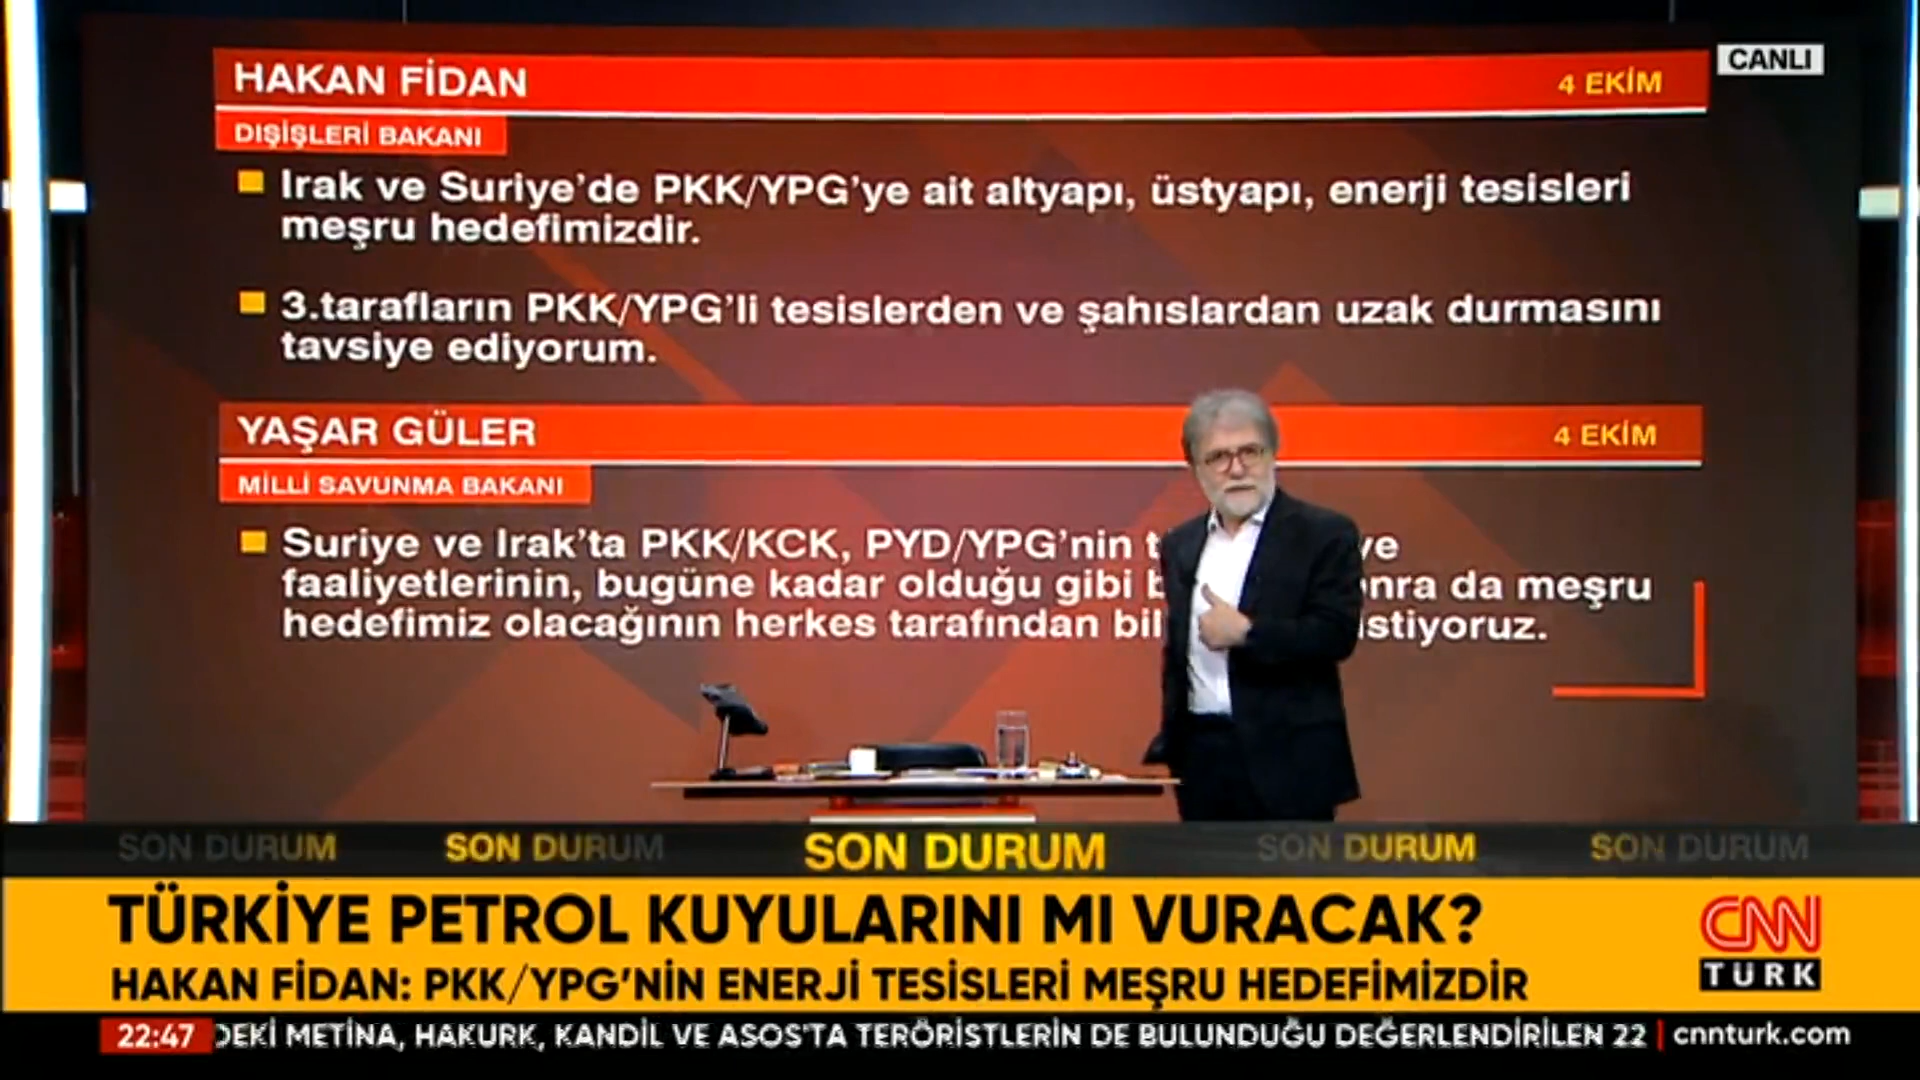 CANLI
HAKAN FİDAN
4 EKİM
DIŞİŞLERİ BAKANI
Irak ve Suriye'de PKK/YPG'ye ait altyapı, üstyapı, enerji tesisleri
meşru hedefimizdir.
3.tarafların PKK/YPG'li tesislerden ve şahıslardan uzak durmasını
tavsiye ediyorum.
YAŞAR GÜLER
4 EKİM
MİLLİ SAVUNMA BAKANI
Suriye ve Irak'ta PKK/KCK, PYD/YPG'nin ve
faaliyetlerinin, bugüne kadar olduğu gibi da meşru
hedefimiz olacağının herkes tarafından istiyoruz.
SON DURUM SON DURUM SON DURUM SON DURUM SON DURUM
TÜRKİYE PETROL KUYULARINI MI VURACAK?
HAKAN FİDAN: PKK/YPG'NİN ENERJİ TESİSLERİ MEŞRU HEDEFİMİZDİR
CNN
TÜRK
22:47
DEKİ METİNA, HAKURK, KANDİL VE ASOS'TA TERÖRİSTLERİN DE BULUNDUĞU DEĞERLENDİRİLEN 22
cnnturk.com